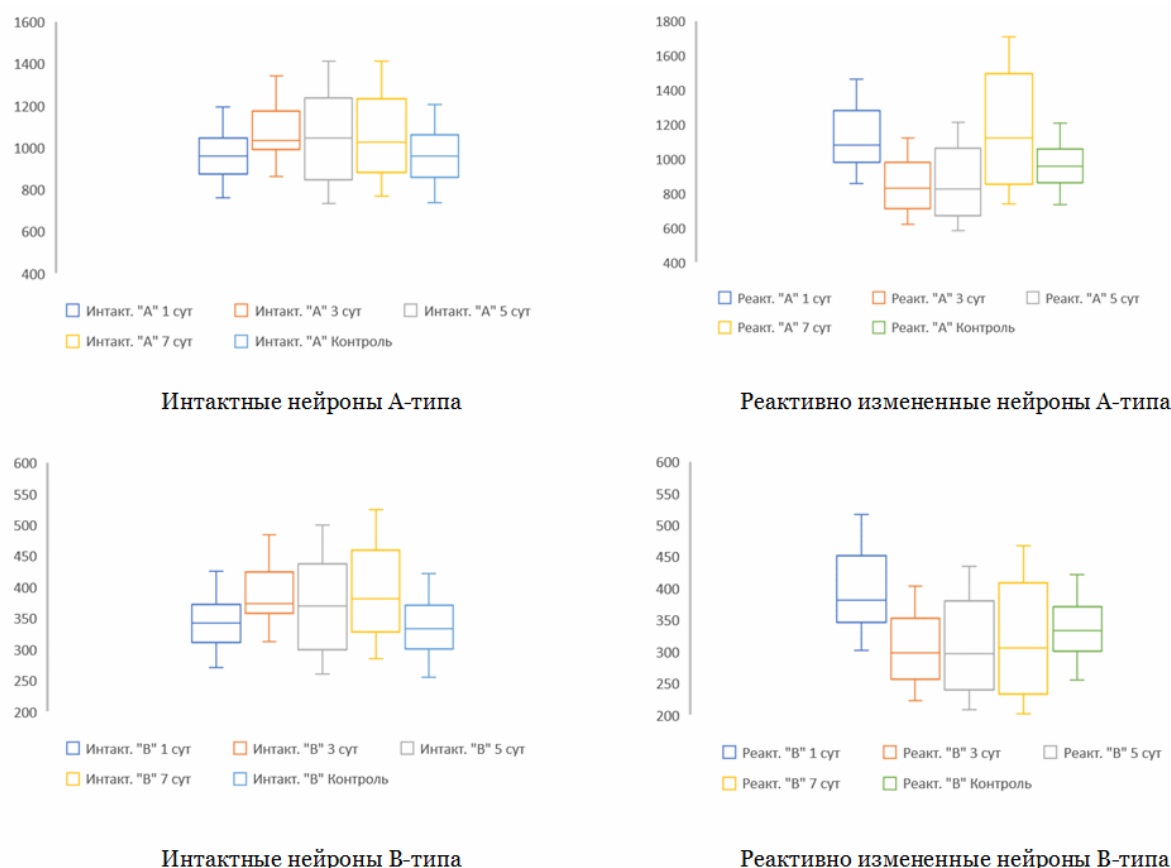 1600
1400
1200
1000
800
600
400
Интакт. "А" 1 сут Интакт. "А" 3 сут Интакт. "А" 5 сут
Интакт. "А" 7 сут Интакт. "А" Контроль
Интактные нейроны А-типа
1800
1600
1400
1200
1000
800
600
400
Реакт. "А" 1 сут Реакт. "А" 3 сут Реакт. "А" 5 сут
Реакт. "А" 7 сут Реакт. "А" Контроль
Реактивно измененные нейроны А-типа
600
550
500
450
400
350
300
250
200
Интакт. "В" 1 сут Интакт. "В" 3 сут Интакт. "В" 5 сут
Интакт. "В" 7 сут Интакт. "В" Контроль
Интактные нейроны В-типа
600
550
500
450
400
350
300
250
200
Реакт. "В" 1 сут Реакт. "В" 3 сут Реакт. "В" 5 сут
Реакт. "В" 7 сут Реакт. "В" Контроль
Реактивно измененные нейроны В-типа